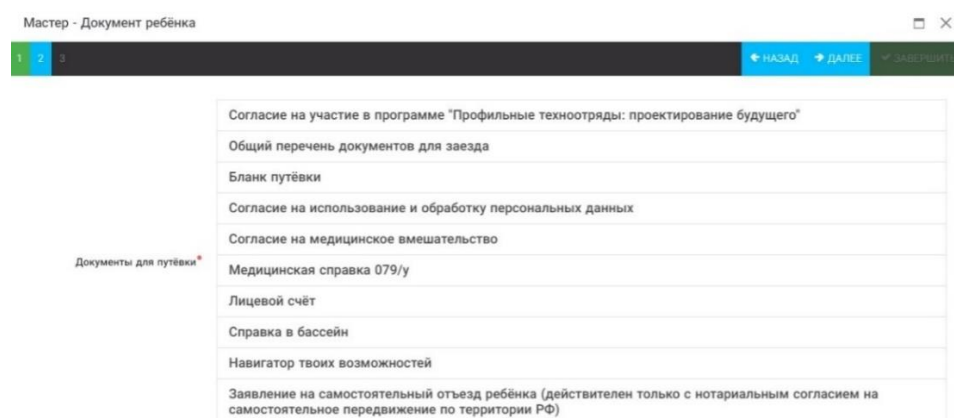 Мастер - Документ ребёнка
1 2 3 НАЗАД ДАЛЕЕ ЗАВЕРШИТЬ
Согласие на участие в программе "Профильные техноотряды: проектирование будущего"
Общий перечень документов для заезда
Бланк путёвки
Согласие на использование и обработку персональных данных
Согласие на медицинское вмешательство
Документы для путёвки*
Медицинская справка 079/у
Лицевой счёт
Справка в бассейн
Навигатор твоих возможностей
Заявление на самостоятельный отъезд ребёнка (действителен только с нотариальным согласием на
самостоятельное передвижение по территории РФ)